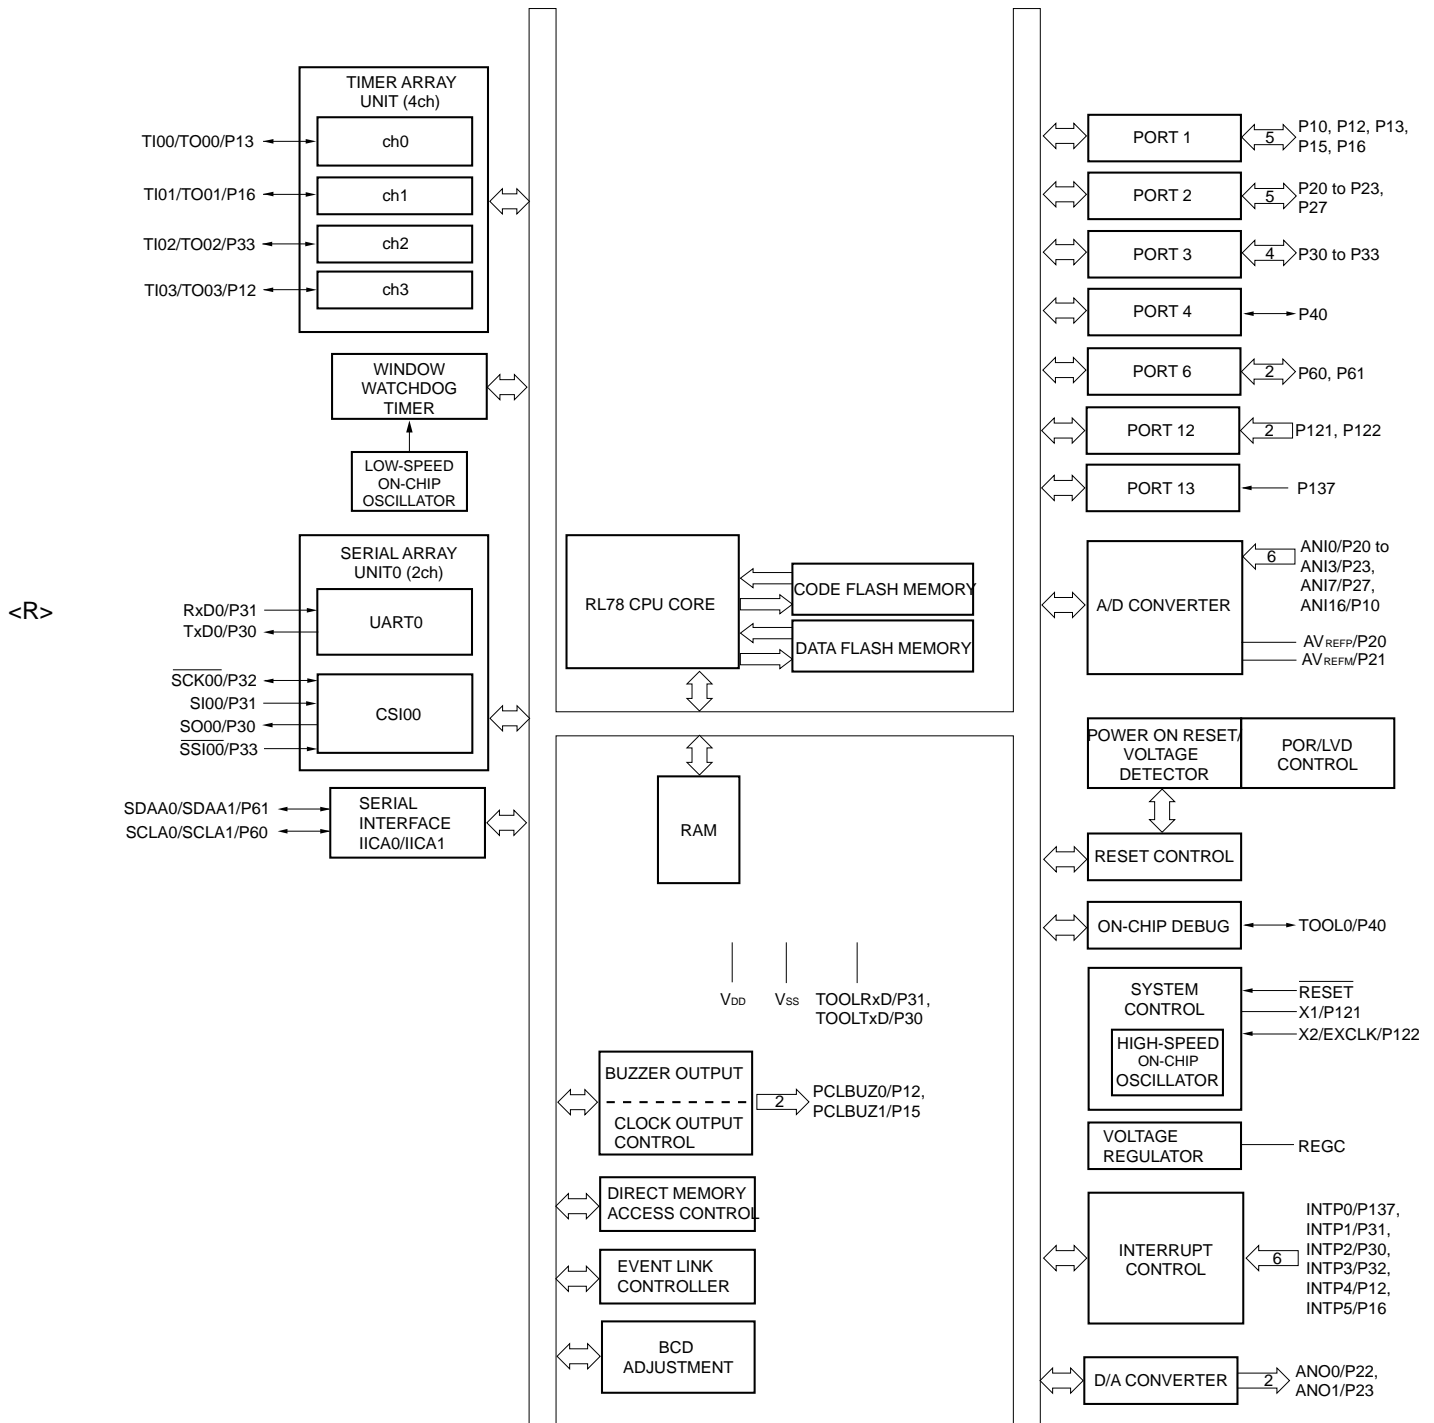 TIMER ARRAY
UNIT (4ch)
TI00/TO00/P13
ch0
TI01/TO01/P16
ch1
TI02/TO02/P33
ch2
TI03/TO03/P12
ch3
WINDOW
WATCHDOG
TIMER
LOW-SPEED
ON-CHIP
OSCILLATOR
<R>
SERIAL ARRAY
UNIT0 (2ch)
RxD0/P31
TxD0/P30
UART0
SCK00/P32
SI00/P31
SO00/P30
SSI00/P33
CSI00
SDAA0/SDAA1/P61
SCLA0/SCLA1/P60
SERIAL
INTERFACE
IICA0/IICA1
RL78 CPU CORE
CODE FLASH MEMORY
DATA FLASH MEMORY
RAM
VDD
VSS
TOOLRxD/P31,
TOOLTxD/P30
BUZZER OUTPUT
CLOCK OUTPUT
CONTROL
2
PCLBUZ0/P12,
PCLBUZ1/P15
DIRECT MEMORY
ACCESS CONTROL
EVENT LINK
CONTROLLER
BCD
ADJUSTMENT
PORT 1
5
P10, P12, P13,
P15, P16
PORT 2
5
P20 to P23,
P27
PORT 3
4
P30 to P33
PORT 4
P40
PORT 6
2
P60, P61
PORT 12
2
P121, P122
PORT 13
P137
A/D CONVERTER
6
ANI0/P20 to
ANI3/P23,
ANI7/P27,
ANI16/P10
AVREFP/P20
AVREFM/P21
POWER ON RESET/
VOLTAGE
DETECTOR
POR/LVD
CONTROL
RESET CONTROL
ON-CHIP DEBUG
TOOL0/P40
SYSTEM
CONTROL
HIGH-SPEED
ON-CHIP
OSCILLATOR
RESET
X1/P121
X2/EXCLK/P122
VOLTAGE
REGULATOR
REGC
INTERRUPT
CONTROL
6
INTP0/P137,
INTP1/P31,
INTP2/P30,
INTP3/P32,
INTP4/P12,
INTP5/P16
D/A CONVERTER
2
ANO0/P22,
ANO1/P23